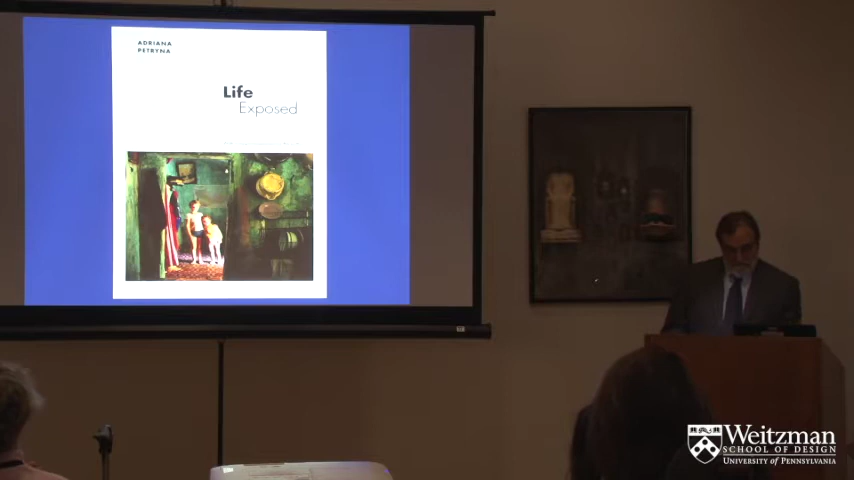 ADRIANA
PETRYNA
Life
Exposed
Weitzman
SCHOOL OF DESIGN
UNIVERSITY of PENNSYLVANIA